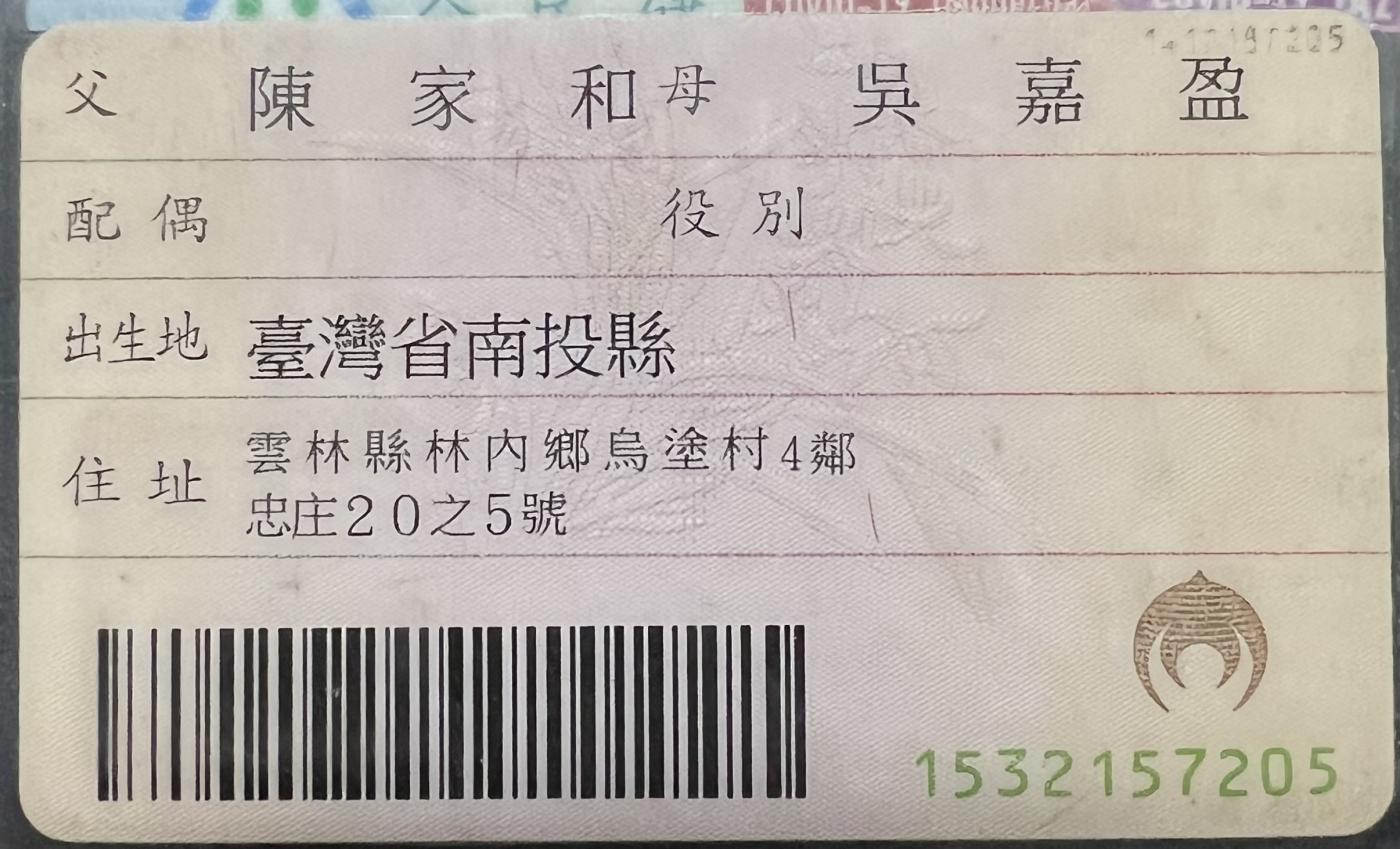 父 陳家和 母 吳嘉盈
配偶 役別
出生地 臺灣省南投縣
住址 雲林縣林內鄉烏塗村4鄰
忠庄20之5號
1532157205